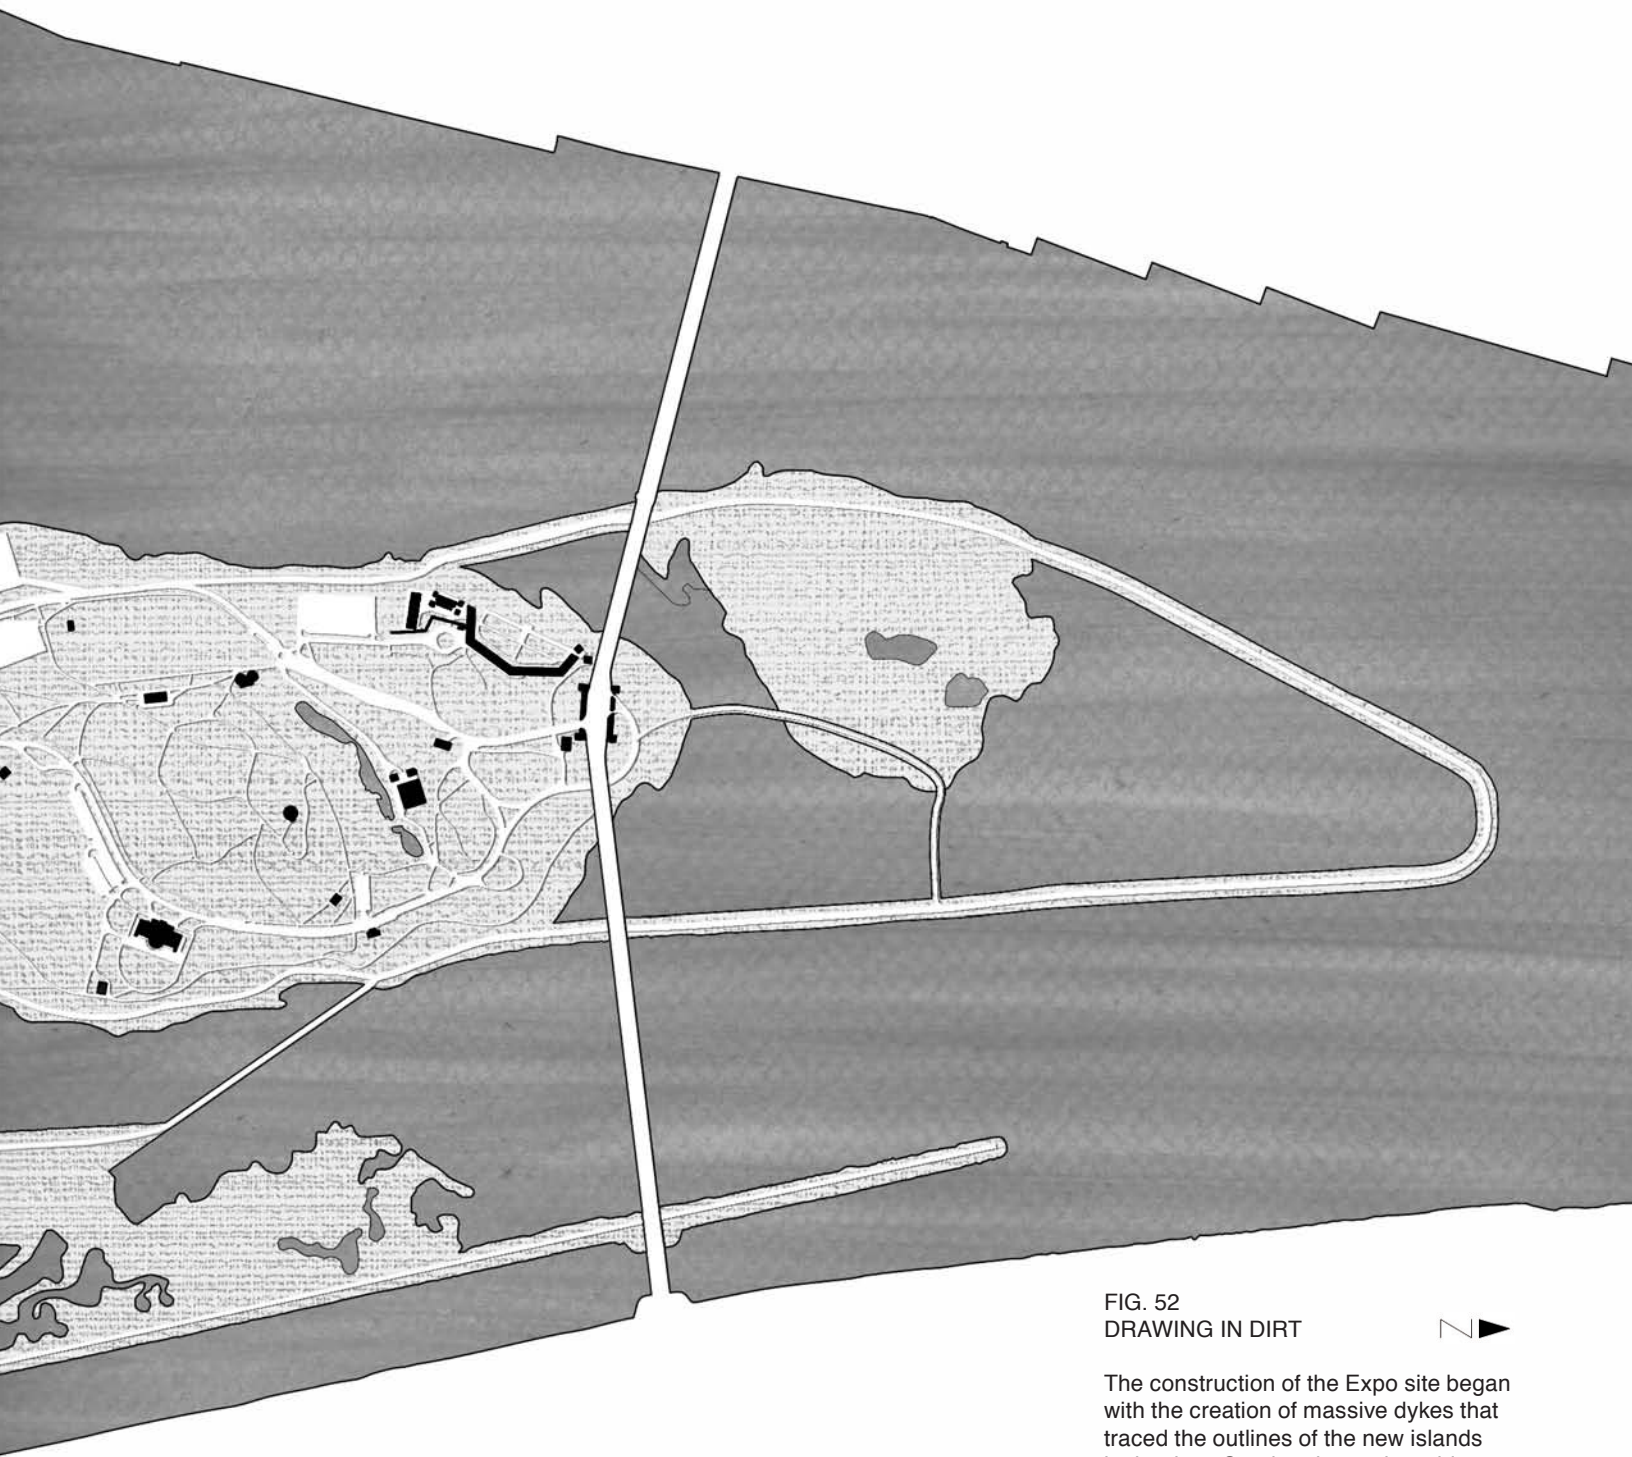 FIG. 52
DRAWING IN DIRT
N
The construction of the Expo site began
with the creation of massive dykes that
traced the outlines of the new islands